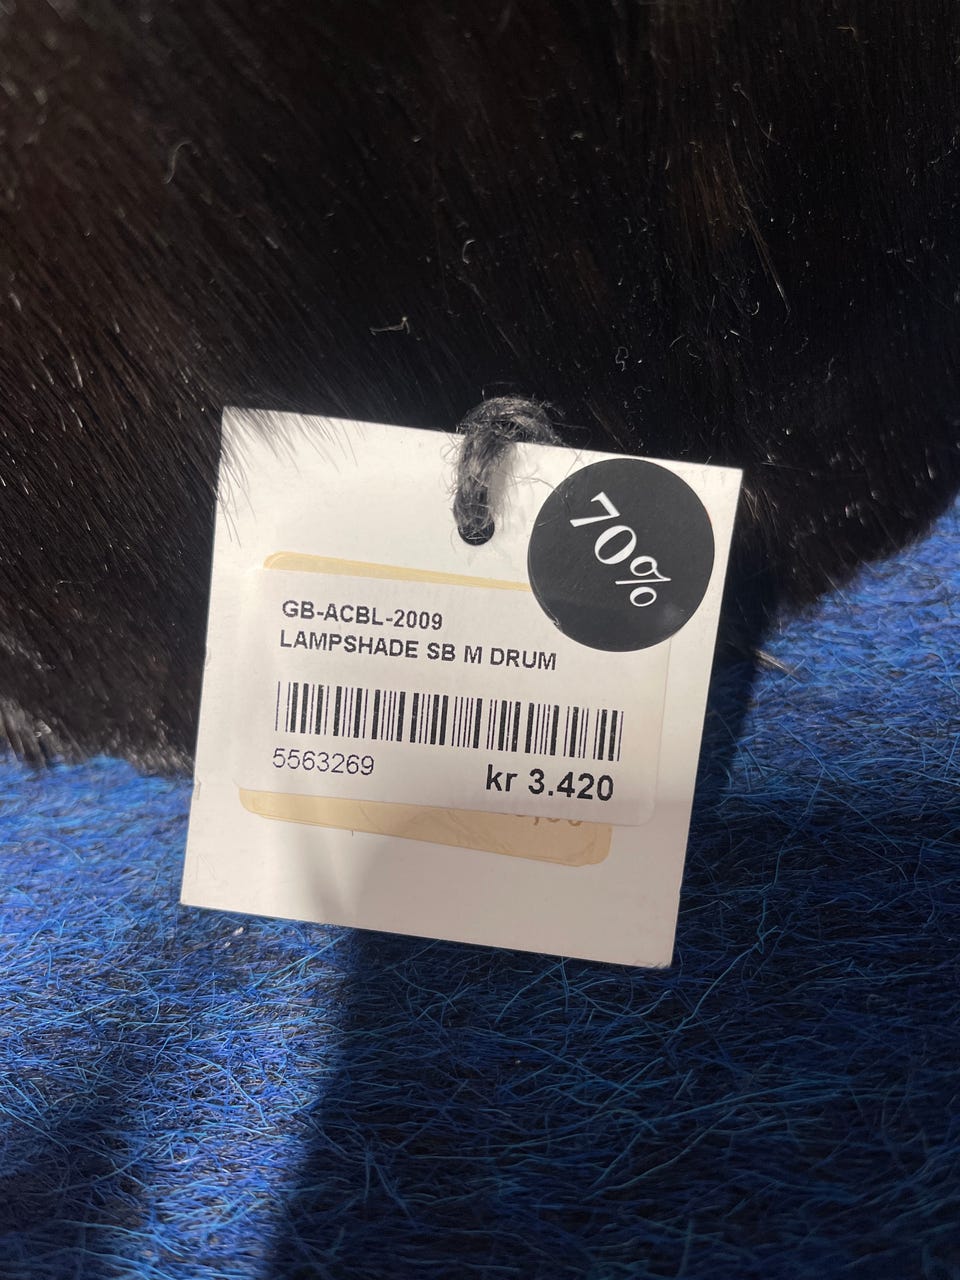 70%
GB-ACBL-2009
LAMPSHADE SB M DRUM
5563269
kr 3.420